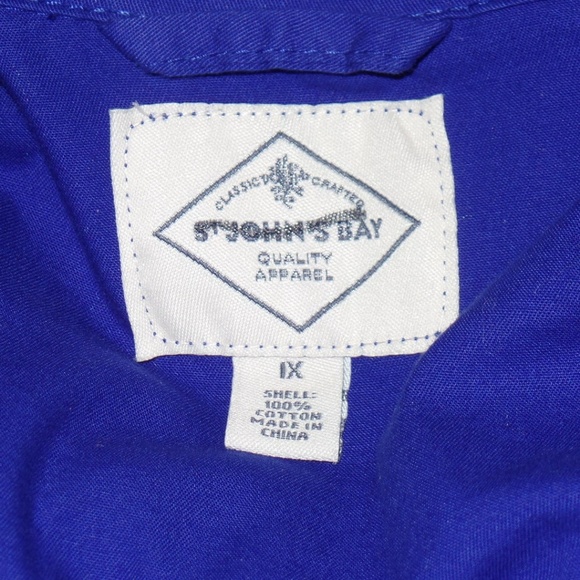 CLASSIC CRAFTED
ST JOHN'S BAY
QUALITY
APPAREL
1X
SHELL:
100%
COTTON
MADE IN
CHINA